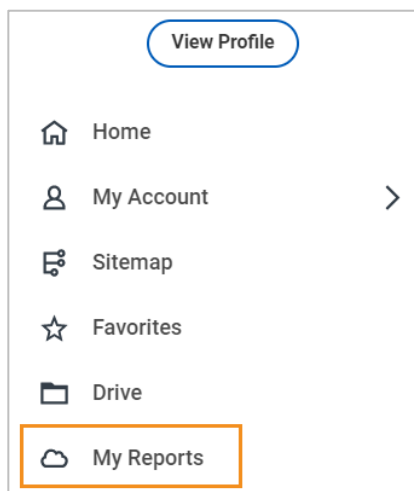 View Profile
Home
My Account
Sitemap
Favorites
Drive
My Reports